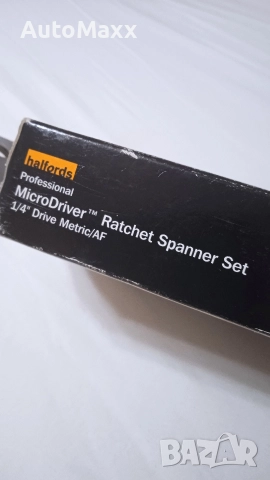 AutoMaxx
halfords
Professional
MicroDriver™ Ratchet Spanner Set
1/4" Drive Metric/AF
BAZAR